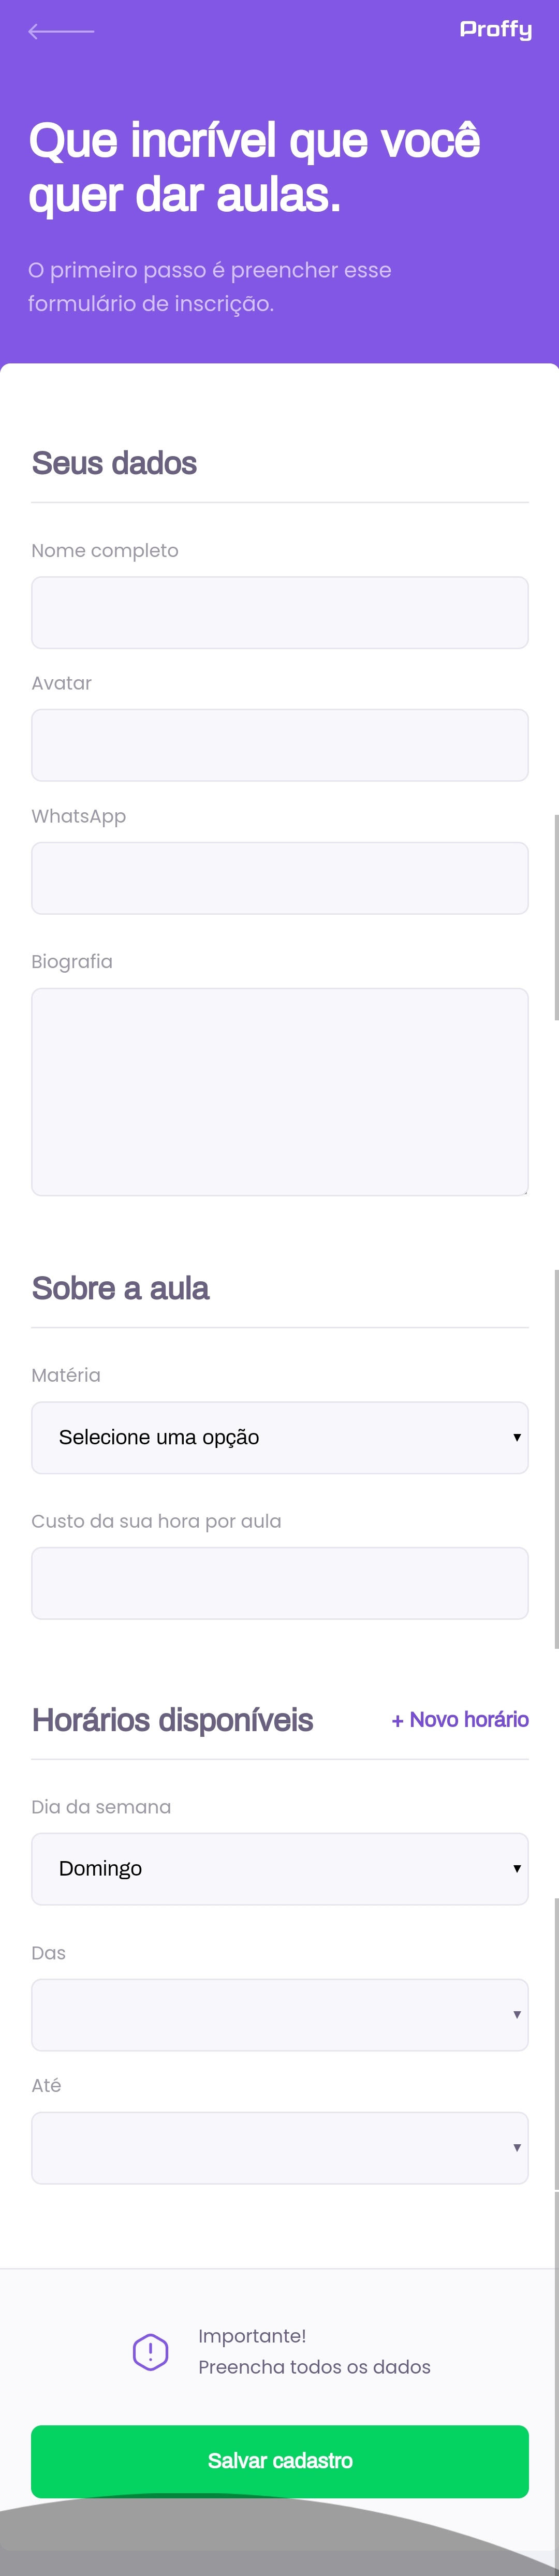 Proffy
Que incrível que você
quer dar aulas.
O primeiro passo é preencher esse
formulário de inscrição.
Seus dados
Nome completo
Avatar
WhatsApp
Biografia
Sobre a aula
Matéria
Selecione uma opção
Custo da sua hora por aula
Horários disponíveis + Novo horário
Dia da semana
Domingo
Das
Até
Importante!
Preencha todos os dados
Salvar cadastro